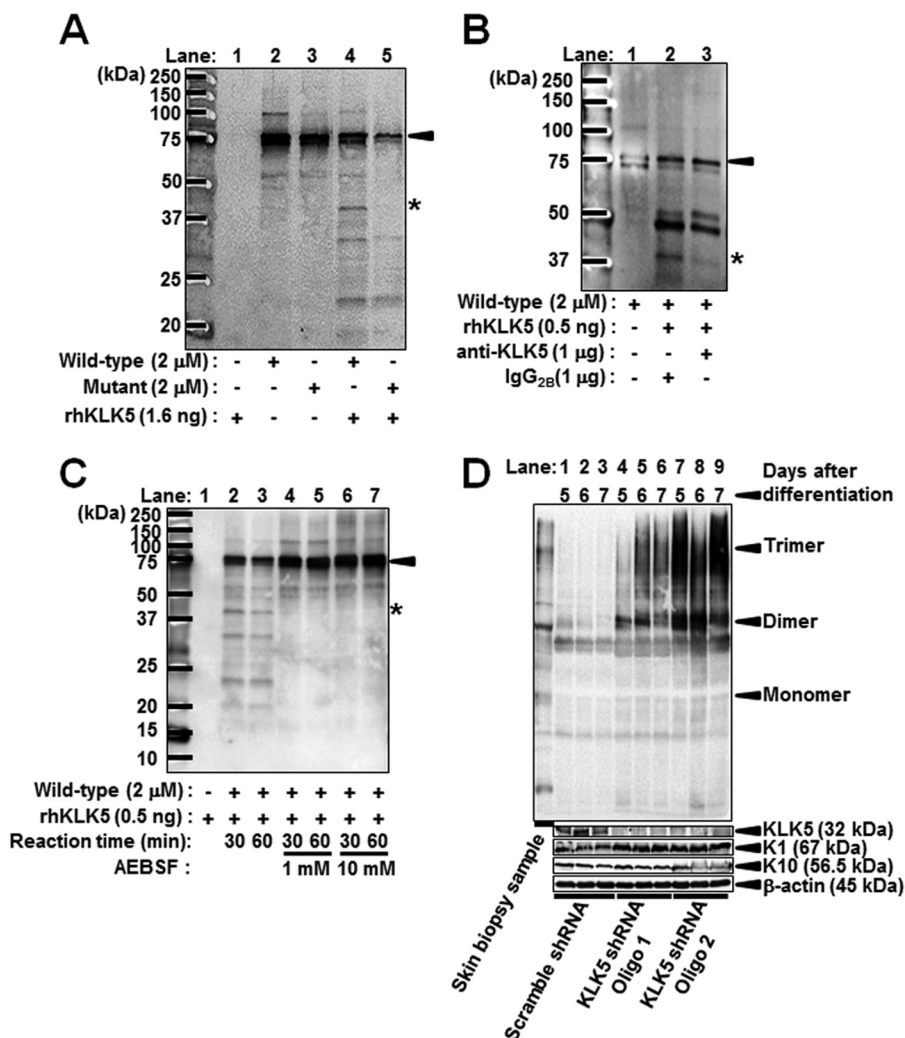 A
Lane: 1 2 3 4 5
(kDa)
250
150
100
75
50
37
25
20
*
Wild-type (2 μM) : - + - + -
Mutant (2 μM) : - - + - +
rhKLK5 (1.6 ng) : + - - + +
B
Lane: 1 2 3
(kDa)
250
150
100
75
50
37
*
Wild-type (2 μM) : + + +
rhKLK5 (0.5 ng) : - + +
anti-KLK5 (1 μg) : - - +
IgG2B(1 μg) : - + -
C
Lane: 1 2 3 4 5 6 7
(kDa)
250
150
100
75
50
37
25
20
15
10
*
Wild-type (2 μM) : - + + + + + +
rhKLK5 (0.5 ng) : + + + + + + +
Reaction time (min) 30 60 30 60 30 60
AEBSF : 1 mM 10 mM
D
Lane: 1 2 3 4 5 6 7 8 9
5 6 7 5 6 7 5 6 7
Days after
differentiation
Trimer
Dimer
Monomer
KLK5 (32 kDa)
K1 (67 kDa)
K10 (56.5 kDa)
β-actin (45 kDa)
Skin biopsy sample
Scramble shRNA
KLK5 shRNA
Oligo 1
KLK5 shRNA
Oligo 2